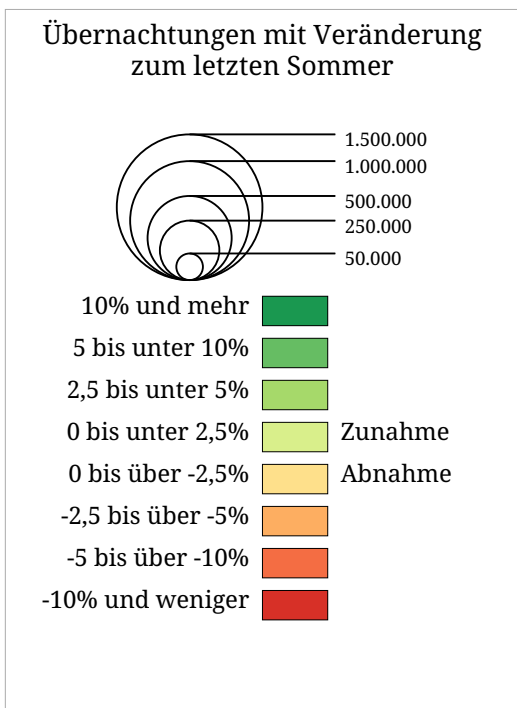 Übernachtungen mit Veränderung
zum letzten Sommer
1.500.000
1.000.000
500.000
250.000
50.000
10% und mehr
5 bis unter 10%
2,5 bis unter 5%
0 bis unter 2,5% Zunahme
0 bis über -2,5% Abnahme
-2,5 bis über -5%
-5 bis über -10%
-10% und weniger